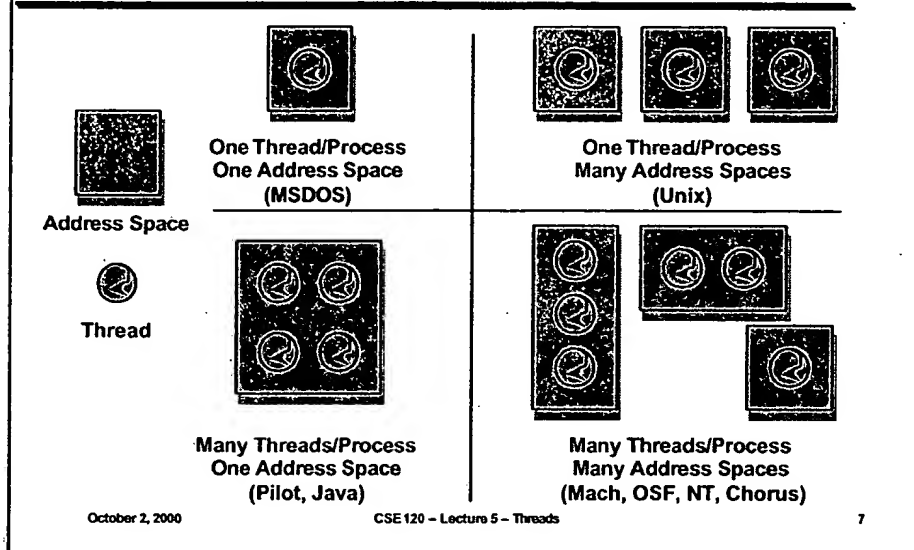 One Thread/Process
One Address Space
(MSDOS)
One Thread/Process
Many Address Spaces
(Unix)
Address Space
Thread
Many Threads/Process
One Address Space
(Pilot, Java)
Many Threads/Process
Many Address Spaces
(Mach, OSF, NT, Chorus)
October 2, 2000
CSE120 – Lecture 5 – Threads
7